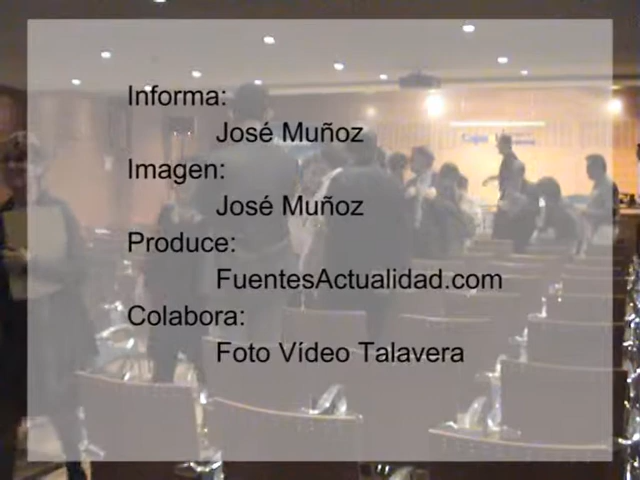 Informa:
José Muñoz
Imagen:
José Muñoz
Produce:
FuentesActualidad.com
Colabora:
Foto Vídeo Talavera